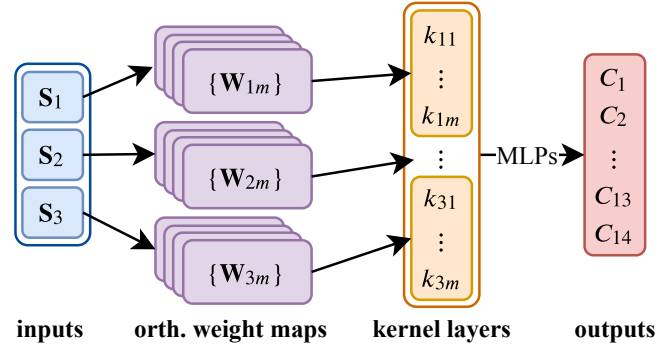 S₁
S₂
S₃
{W₁ₘ}
{W₂ₘ}
{W₃ₘ}
k₁₁
⋮
k₁ₘ
⋮
k₃₁
⋮
k₃ₘ
MLPs
C₁
C₂
⋮
C₁₃
C₁₄
inputs orth. weight maps kernel layers outputs